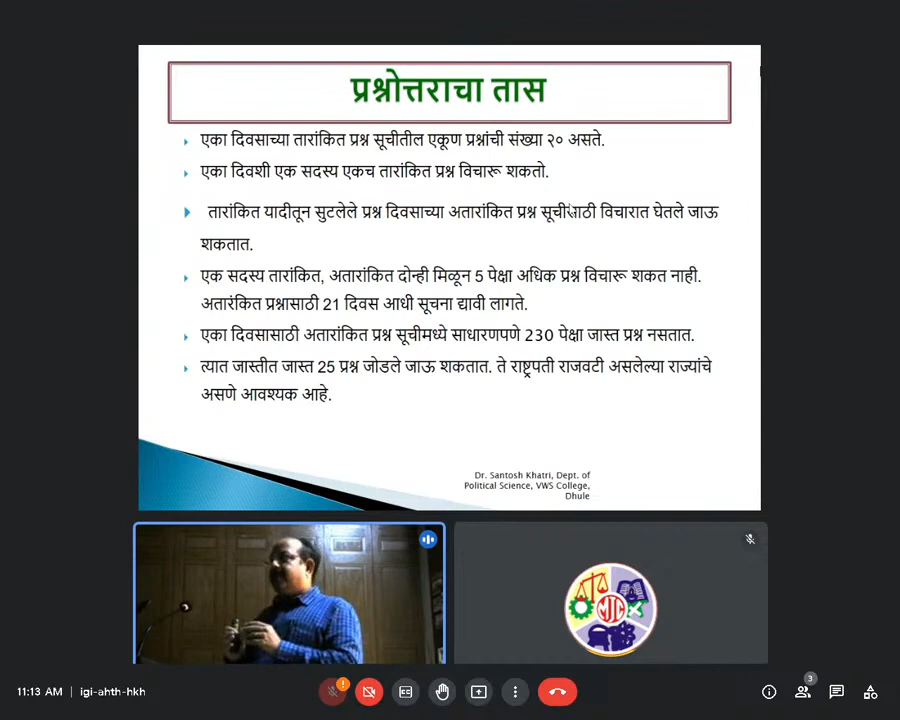 प्रश्नोत्तराचा तास
एका दिवसाच्या तारांकित प्रश्न सूचीतील एकूण प्रश्नांची संख्या २० असते.
एका दिवशी एक सदस्य एकच तारांकित प्रश्न विचारू शकतो.
तारांकित यादीतून सुटलेले प्रश्न दिवसाच्या अतारांकित प्रश्न सूचीसाठी विचारात घेतले जाऊ
शकतात.
एक सदस्य तारांकित, अतारांकित दोन्ही मिळून 5 पेक्षा अधिक प्रश्न विचारू शकत नाही.
अतारंकित प्रश्नासाठी 21 दिवस आधी सूचना द्यावी लागते.
एका दिवसासाठी अतारांकित प्रश्न सूचीमध्ये साधारणपणे 230 पेक्षा जास्त प्रश्न नसतात.
त्यात जास्तीत जास्त 25 प्रश्न जोडले जाऊ शकतात. ते राष्ट्रपती राजवटी असलेल्या राज्यांचे
असणे आवश्यक आहे.
Dr. Santosh Khatri, Dept. of
Political Science, VWS College,
Dhule
MJC
11:13 AM | igi-ahth-hkh
3